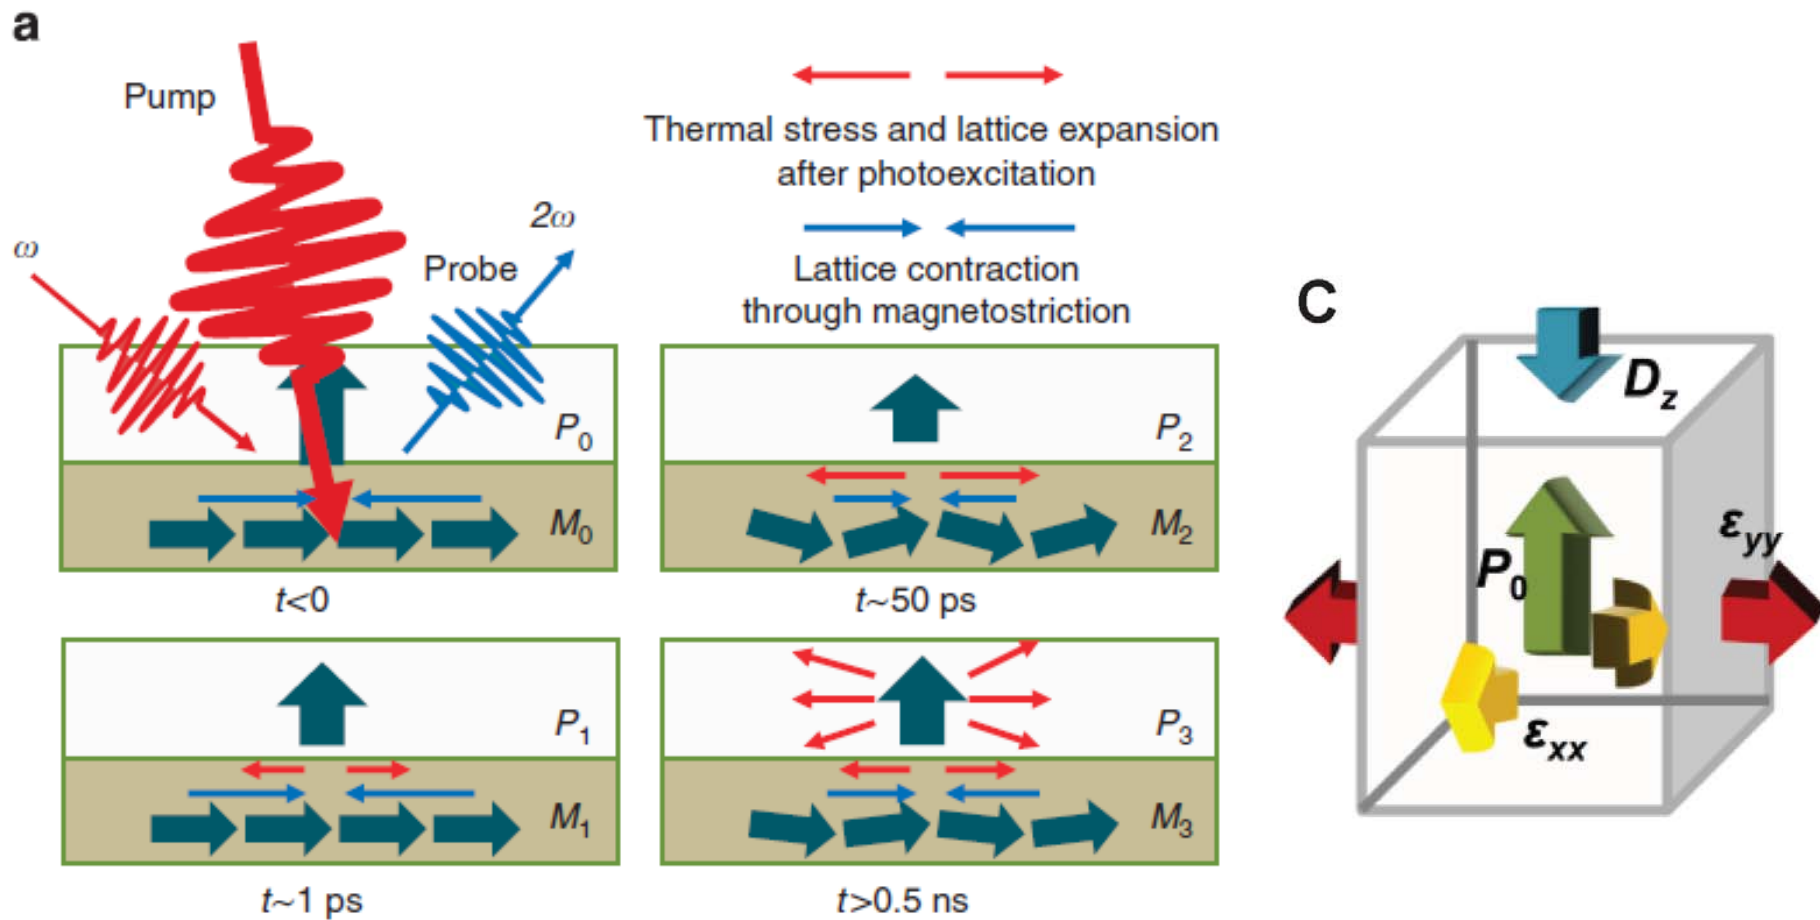 a
Pump
ω
Probe
2ω
Thermal stress and lattice expansion
after photoexcitation
Lattice contraction
through magnetostriction
P0
M0
t<0
P2
M2
t~50 ps
P1
M1
t~1 ps
P3
M3
t>0.5 ns
C
Dz
P0
εyy
εxx